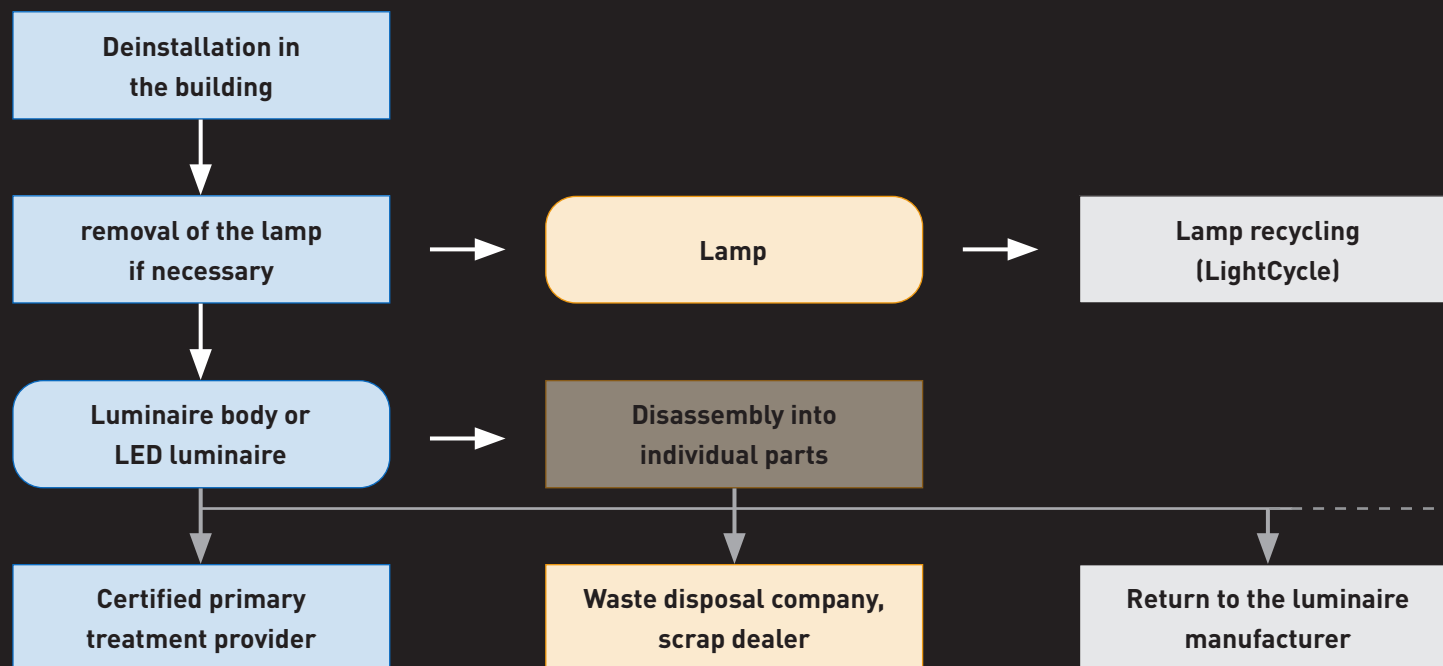 Deinstallation in
the building
removal of the lamp
if necessary
Lamp
Lamp recycling
(LightCycle)
Luminaire body or
LED luminaire
Disassembly into
individual parts
Certified primary
treatment provider
Waste disposal company,
scrap dealer
Return to the luminaire
manufacturer